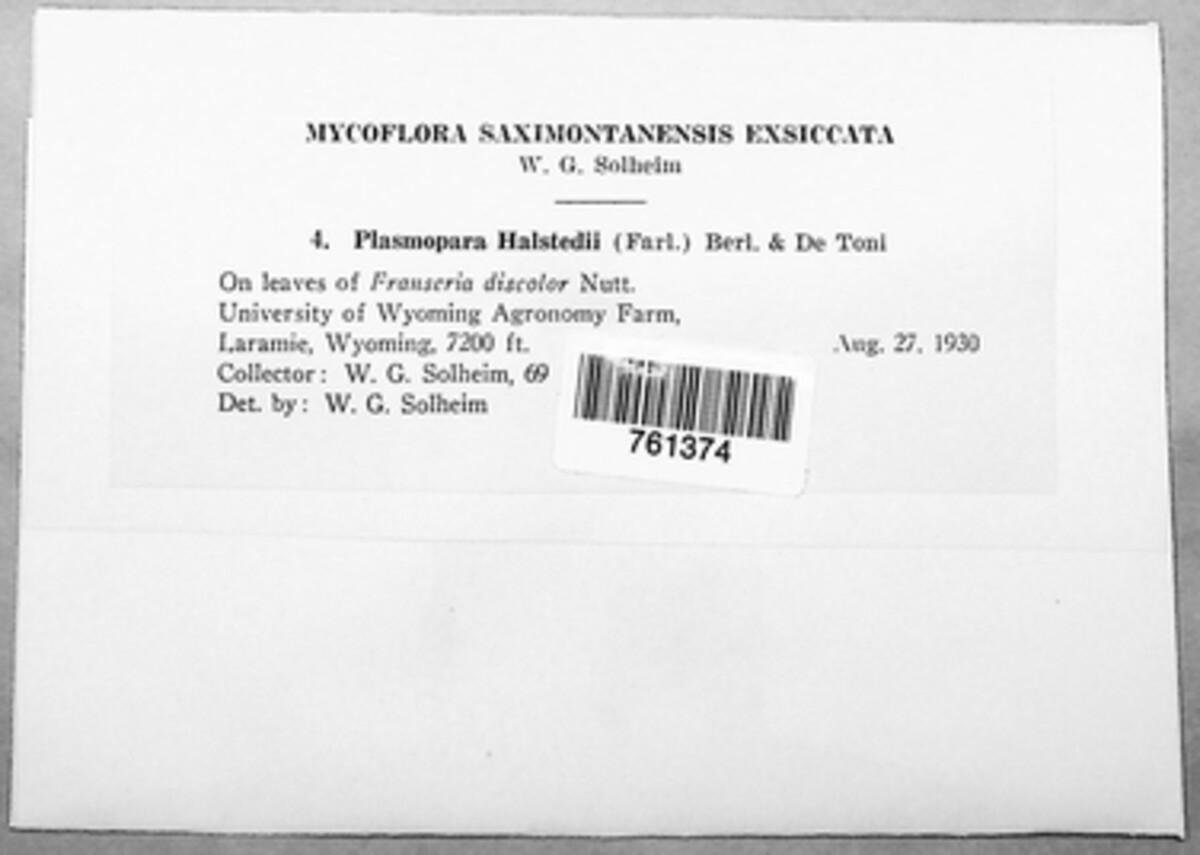 MYCOFLORA SAXIMONTANENSIS EXSICCATA
W. G. Solheim
4. Plasmopara Halstedii (Farl.) Berl. & De Toni
On leaves of Franseria discolor Nutt.
University of Wyoming Agronomy Farm,
Laramie, Wyoming, 7200 ft. Aug. 27, 1930
Collector: W. G. Solheim, 69
Det. by: W. G. Solheim
761374